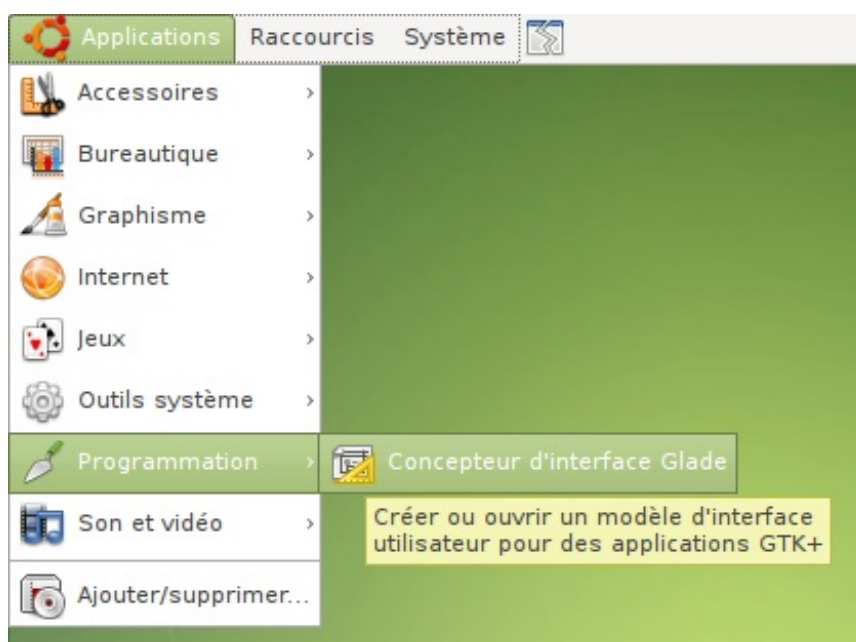 Applications Raccourcis Système
Accessoires
Bureautique
Graphisme
Internet
Jeux
Outils système
Programmation
Concepteur d'interface Glade
Créer ou ouvrir un modèle d'interface
utilisateur pour des applications GTK+
Son et vidéo
Ajouter/supprimer...